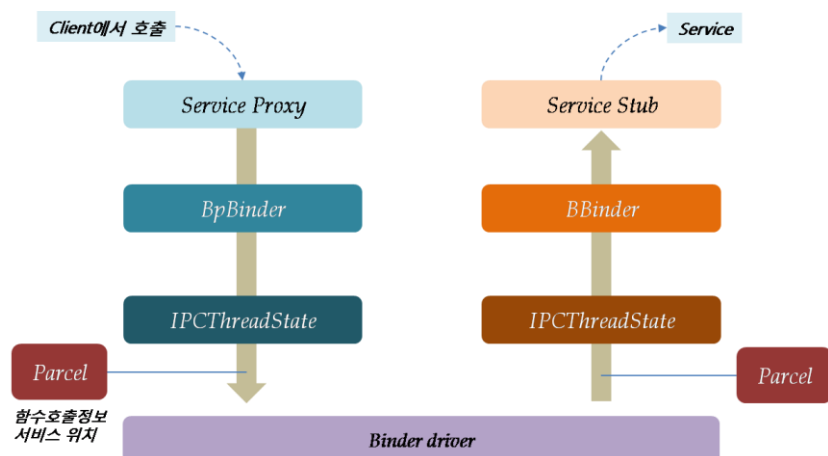 Client에서 호출
Service
Service Proxy
Service Stub
BpBinder
BBinder
IPCThreadState
IPCThreadState
Parcel
Parcel
함수호출정보
서비스 위치
Binder driver